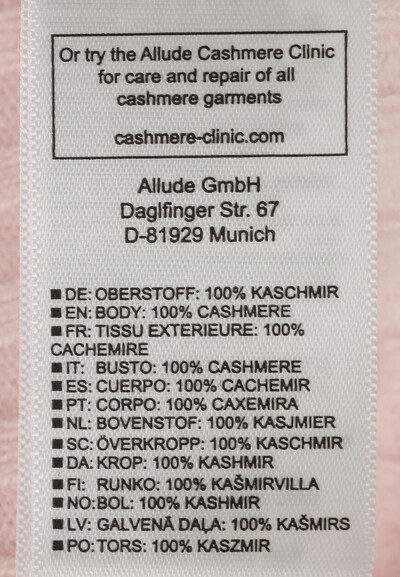 Or try the Allude Cashmere Clinic
for care and repair of all
cashmere garments
cashmere-clinic.com
Allude GmbH
Daglfinger Str. 67
D-81929 Munich
■ DE: OBERSTOFF: 100% KASCHMIR
■ EN: BODY: 100% CASHMERE
■ FR: TISSU EXTERIEURE: 100%
CACHEMIRE
■ IT: BUSTO: 100% CASHMERE
■ ES: CUERPO: 100% CACHEMIR
■ PT: CORPO: 100% CAXEMIRA
■ NL: BOVENSTOF: 100% KASJMIER
■ SC: ÖVERKROPP: 100% KASCHMIR
■ DA: KROP: 100% KASHMIR
■ FI: RUNKO: 100% KAŠMIRVILLA
■ NO: BOL: 100% KASHMIR
■ LV: GALVENĀ DAĻA: 100% KAŠMIRS
■ PO: TORS: 100% KASZMIR